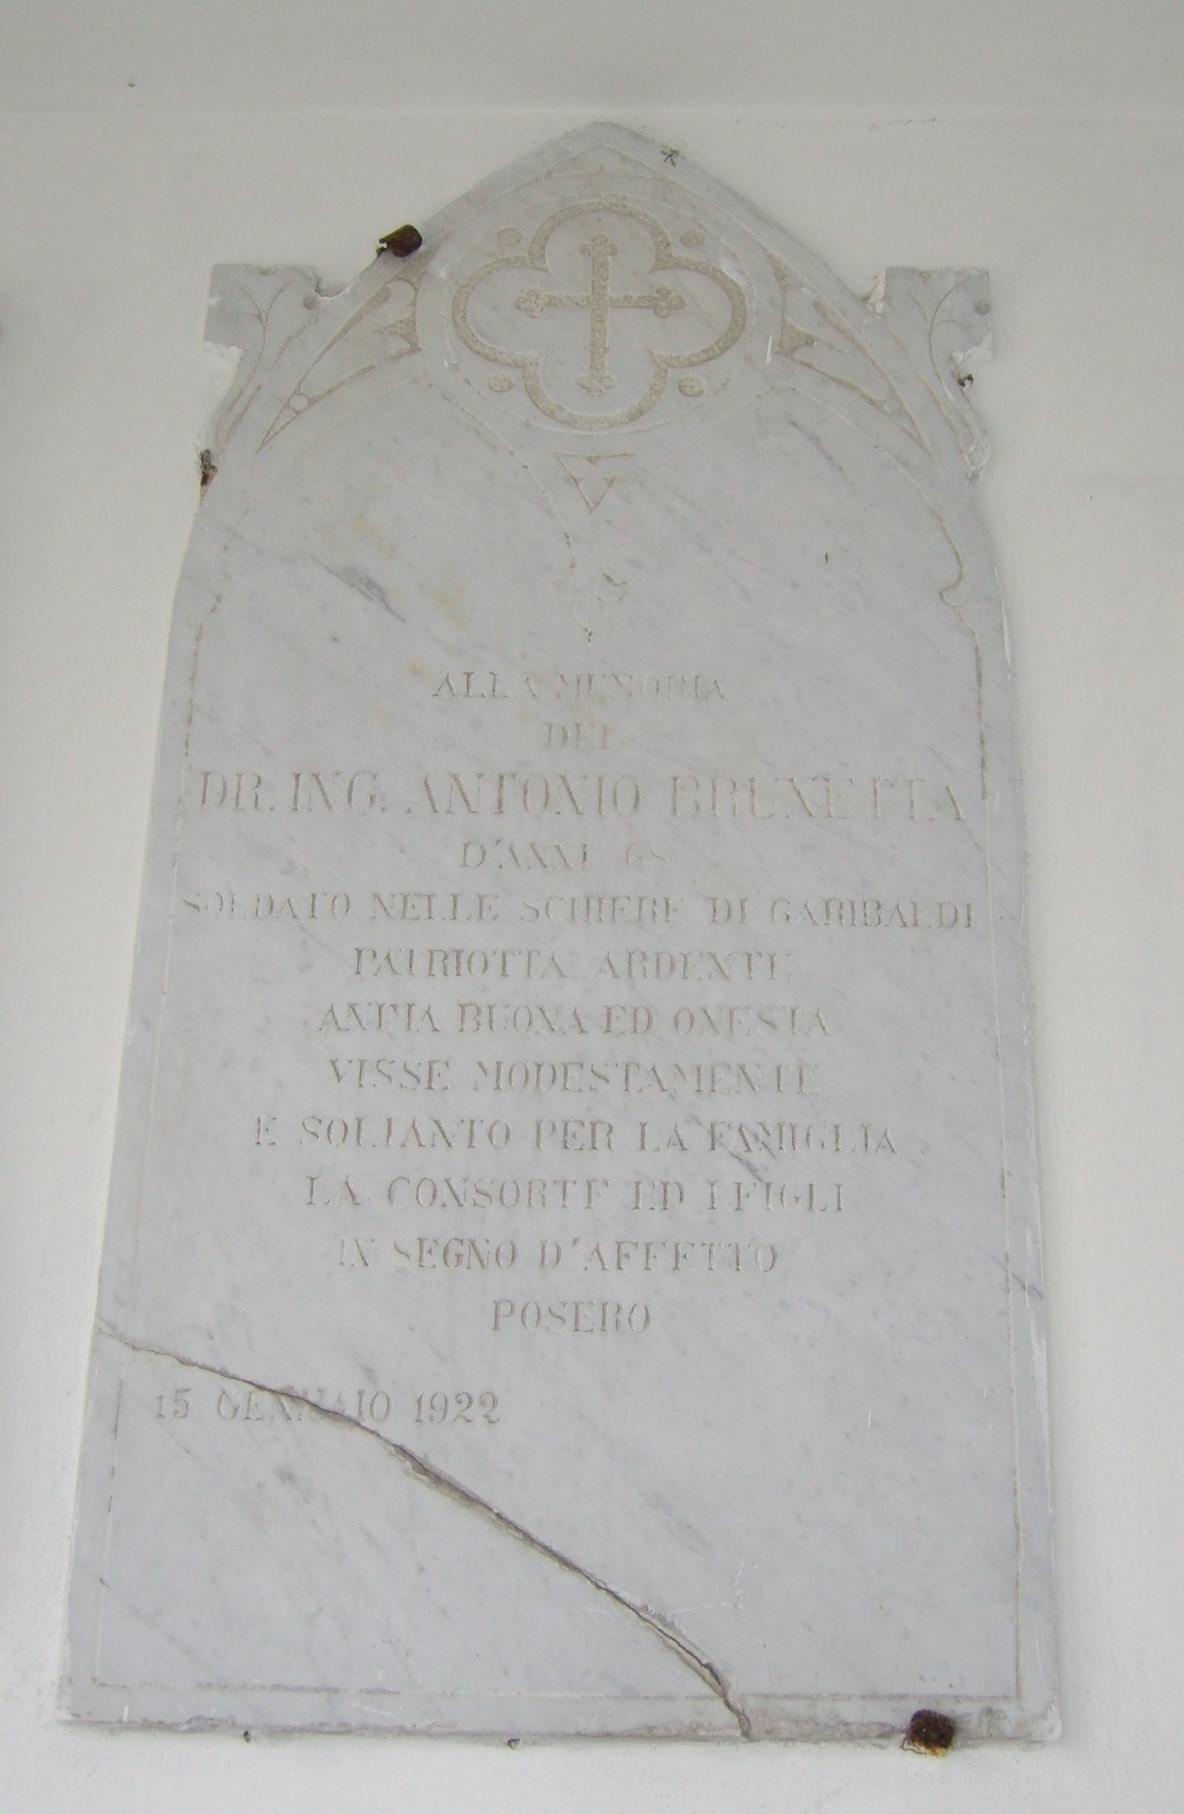 ALLA MEMORIA
DEL
DR. ING. ANTONIO BRUNETTA
D'ANNI 68
SOLDATO NELLE SCHIERE DI GARIBALDI
PATRIOTTA ARDENTE
ANIMA BUONA ED ONESTA
VISSE MODESTAMENTE
E SOLTANTO PER LA FAMIGLIA
LA CONSORTE ED I FIGLI
IN SEGNO D'AFFETTO
POSERO
15 GENNAIO 1922